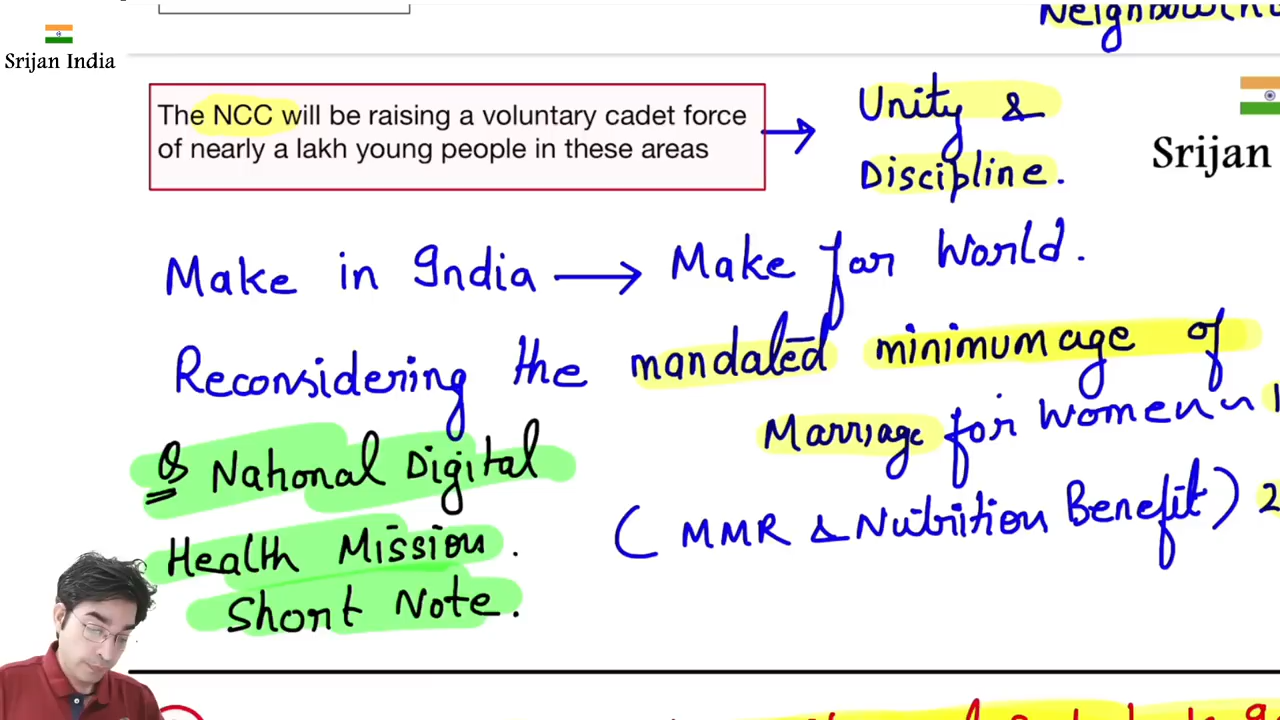 Neighbourin
Srijan India
The NCC will be raising a voluntary cadet force
of nearly a lakh young people in these areas
Unity &
Discipline.
Srijan
Make in India → Make for World.
Reconsidering the mandated minimum age of
Marriage for Women
(MMR & Nutrition Benefit) 2
Q National Digital
Health Mission.
Short Note.